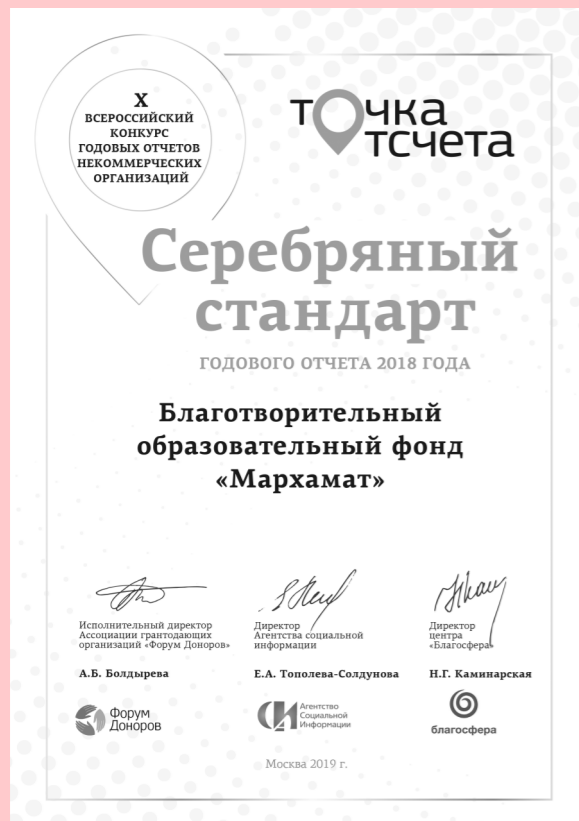 X
ВСЕРОССИЙСКИЙ
КОНКУРС
ГОДОВЫХ ОТЧЕТОВ
НЕКОММЕРЧЕСКИХ
ОРГАНИЗАЦИЙ
точка
отсчета
Серебряный
стандарт
ГОДОВОГО ОТЧЕТА 2018 ГОДА
Благотворительный
образовательный фонд
«Мархамат»
Исполнительный директор
Ассоциации грантодающих
организаций «Форум Доноров»
А.Б. Болдырева
Форум
Доноров
Директор
Агентства социальной
информации
Е.А. Тополева-Солдунова
Агентство
Социальной
Информации
Директор
центра
«Благосфера»
Н.Г. Каминарская
благосфера
Москва 2019 г.